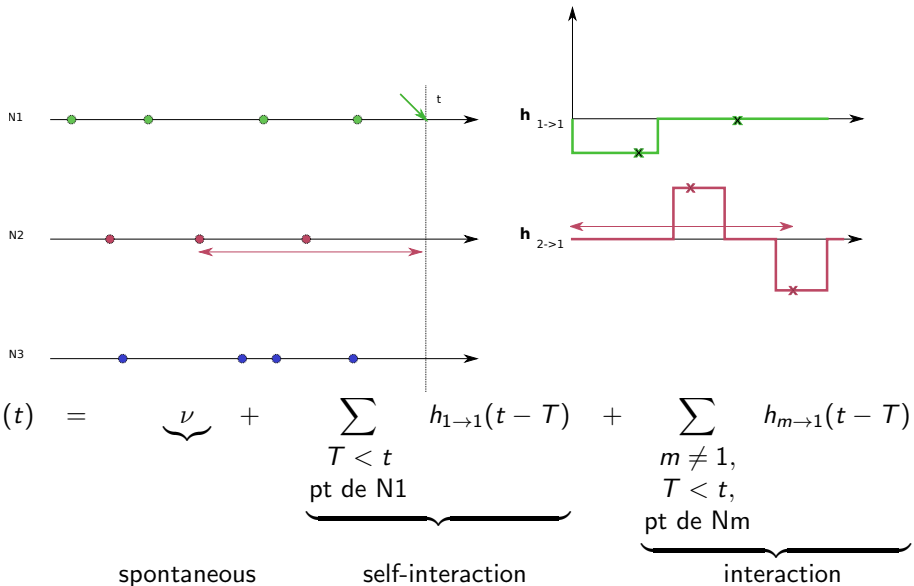 t
N1
h 1->1
x
x
x
N2
h 2->1
x
N3
(t) = ν + ∑ h1→1(t − T) + ∑ hm→1(t − T)
T < t
pt de N1
m ≠ 1,
T < t,
pt de Nm
spontaneous self-interaction interaction